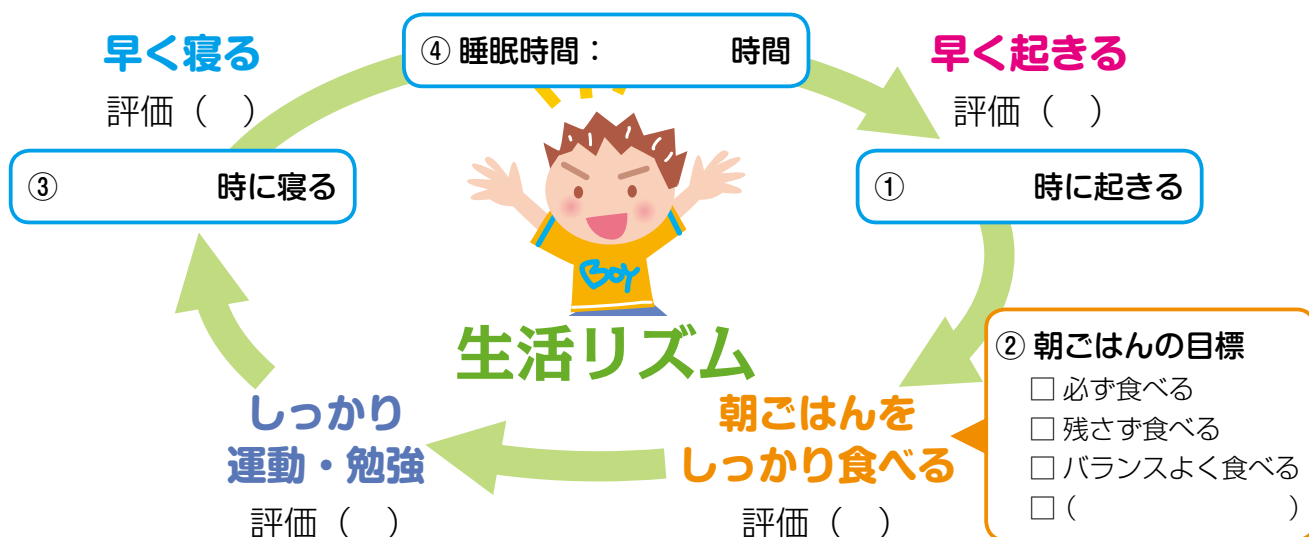 早く寝る
評価（　）
④ 睡眠時間：　　　　時間
早く起きる
評価（　）
③　　　　　　時に寝る
①　　　　　　時に起きる
BOY
生活リズム
② 朝ごはんの目標
□ 必ず食べる
□ 残さず食べる
□ バランスよく食べる
□（　　　　　　　　）
朝ごはんを
しっかり食べる
評価（　）
しっかり
運動・勉強
評価（　）